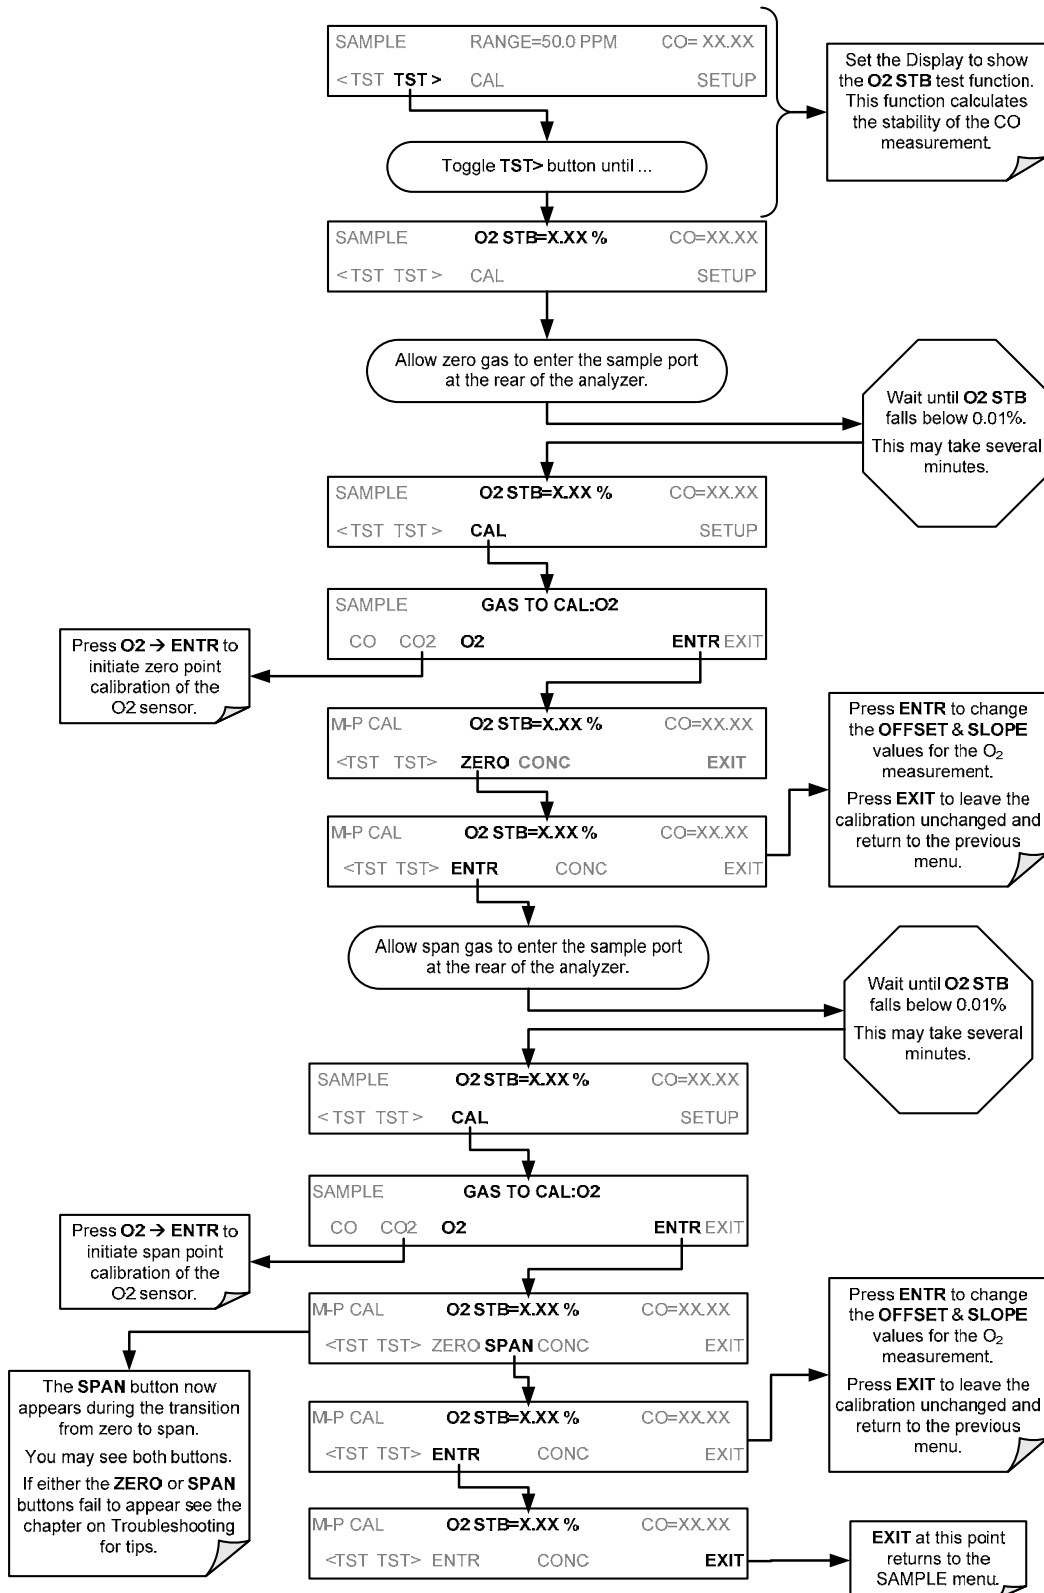 SAMPLE RANGE=50.0 PPM CO= XX.XX
<TST TST> CAL SETUP
Set the Display to show
the O2 STB test function.
This function calculates
the stability of the CO
measurement.
Toggle TST> button until ...
SAMPLE O2 STB=X.XX % CO=XX.XX
<TST TST> CAL SETUP
Allow zero gas to enter the sample port
at the rear of the analyzer.
Wait until O2 STB
falls below 0.01%.
This may take several
minutes.
SAMPLE O2 STB=X.XX % CO=XX.XX
<TST TST> CAL SETUP
SAMPLE GAS TO CAL:O2
CO CO2 O2 ENTR EXIT
Press O2 → ENTR to
initiate zero point
calibration of the
O2 sensor.
M-P CAL O2 STB=X.XX % CO=XX.XX
<TST TST> ZERO CONC EXIT
Press ENTR to change
the OFFSET & SLOPE
values for the O₂
measurement.
Press EXIT to leave the
calibration unchanged and
return to the previous
menu.
M-P CAL O2 STB=X.XX % CO=XX.XX
<TST TST> ENTR CONC EXIT
Allow span gas to enter the sample port
at the rear of the analyzer.
Wait until O2 STB
falls below 0.01%
This may take several
minutes.
SAMPLE O2 STB=X.XX % CO=XX.XX
<TST TST> CAL SETUP
SAMPLE GAS TO CAL:O2
CO CO2 O2 ENTR EXIT
Press O2 → ENTR to
initiate span point
calibration of the
O2 sensor.
M-P CAL O2 STB=X.XX % CO=XX.XX
<TST TST> ZERO SPAN CONC EXIT
The SPAN button now
appears during the transition
from zero to span.
You may see both buttons.
If either the ZERO or SPAN
buttons fail to appear see the
chapter on Troubleshooting
for tips.
Press ENTR to change
the OFFSET & SLOPE
values for the O₂
measurement.
Press EXIT to leave the
calibration unchanged and
return to the previous
menu.
M-P CAL O2 STB=X.XX % CO=XX.XX
<TST TST> ENTR CONC EXIT
M-P CAL O2 STB=X.XX % CO=XX.XX
<TST TST> ENTR CONC EXIT
EXIT at this point
returns to the
SAMPLE menu.